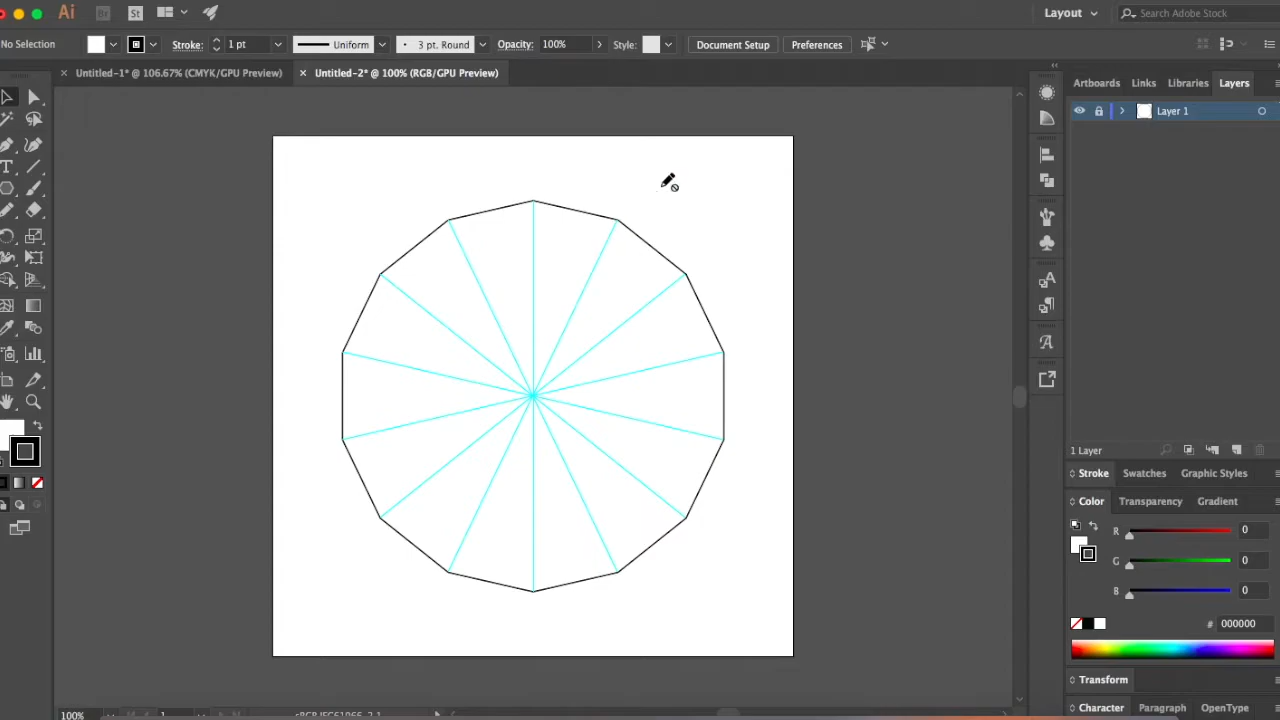 Ai Br St Layout Search Adobe Stock
No Selection Stroke: 1 pt Uniform 3 pt. Round Opacity: 100% Style: Document Setup Preferences
Untitled-1* @ 106.67% (CMYK/GPU Preview) Untitled-2* @ 100% (RGB/GPU Preview)
Artboards Links Libraries Layers
Layer 1
1 Layer
Stroke Swatches Graphic Styles
Color Transparency Gradient
R 0
G 0
B 0
# 000000
Transform
Character Paragraph OpenType
100% 1